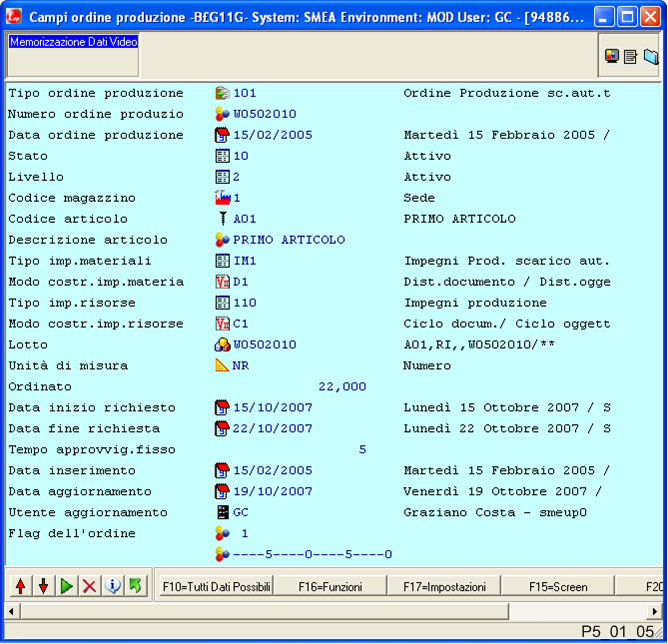 Campi ordine produzione -B£G11G- System: SMEA Environment: MOD User: GC - [94886...
Memorizzazione Dati Video
Tipo ordine produzione 101 Ordine Produzione sc.aut.t
Numero ordine produzio W0502010
Data ordine produzione 15/02/2005 Martedì 15 Febbraio 2005 /
Stato 10 Attivo
Livello 2 Attivo
Codice magazzino 1 Sede
Codice articolo A01 PRIMO ARTICOLO
Descrizione articolo PRIMO ARTICOLO
Tipo imp.materiali IM1 Impegni Prod. scarico aut.
Modo costr.imp.materia D1 Dist.documento / Dist.ogge
Tipo imp.risorse 110 Impegni produzione
Modo costr.imp.risorse C1 Ciclo docum./ Ciclo oggett
Lotto W0502010 A01,RI,,W0502010/**
Unità di misura NR Numero
Ordinato 22,000
Data inizio richiesto 15/10/2007 Lunedì 15 Ottobre 2007 / S
Data fine richiesta 22/10/2007 Lunedì 22 Ottobre 2007 / S
Tempo approvvig.fisso 5
Data inserimento 15/02/2005 Martedì 15 Febbraio 2005 /
Data aggiornamento 19/10/2007 Venerdì 19 Ottobre 2007 /
Utente aggiornamento GC Graziano Costa - smeup0
Flag dell'ordine 1
----5----0----5----0
F10=Tutti Dati Possibili F16=Funzioni F17=Impostazioni F15=Screen F20
P5_01_05